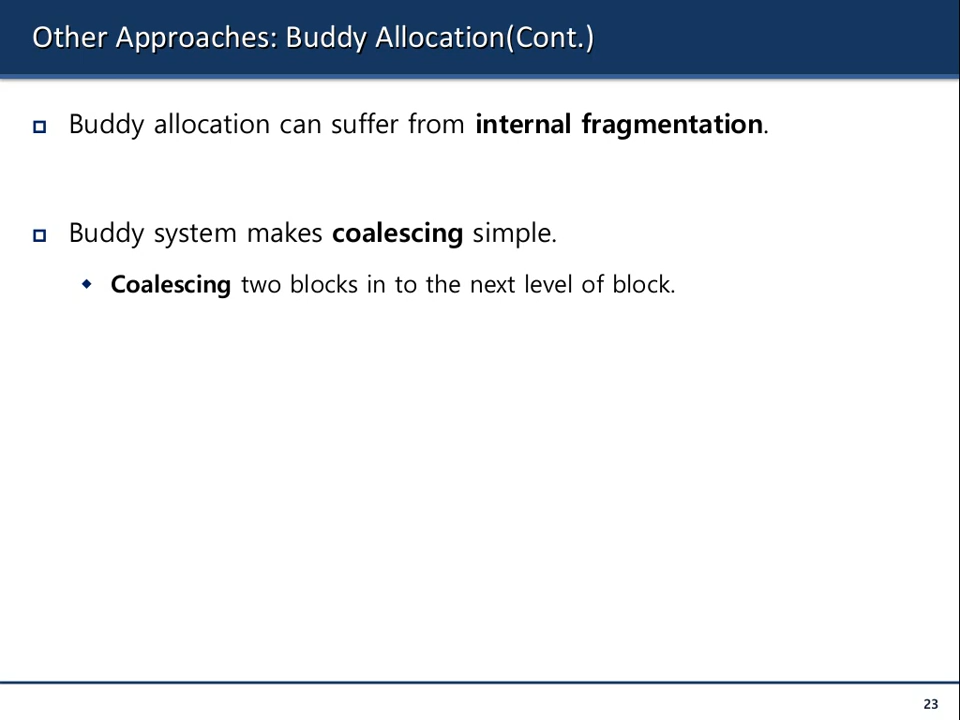 Other Approaches: Buddy Allocation(Cont.)
Buddy allocation can suffer from internal fragmentation.
Buddy system makes coalescing simple.
Coalescing two blocks in to the next level of block.
23